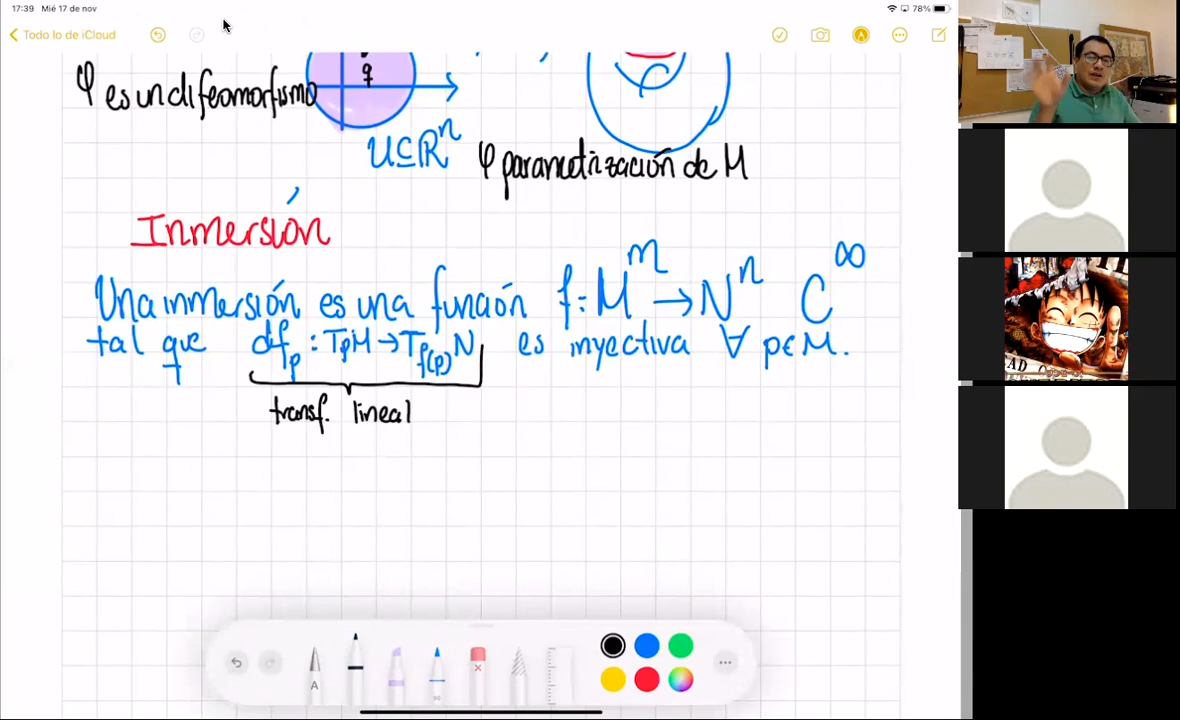 17:39 Mié 17 de nov
78%
Todo lo de iCloud
φ es un difeomorfismo
q
U⊆ℝⁿ
φ parametrización de M
Inmersión
Una inmersión es una función f: Mᵐ → Nⁿ C^∞
tal que df_p : TpM → T_f(p) N es inyectiva ∀ p∈M.
transf. lineal
A